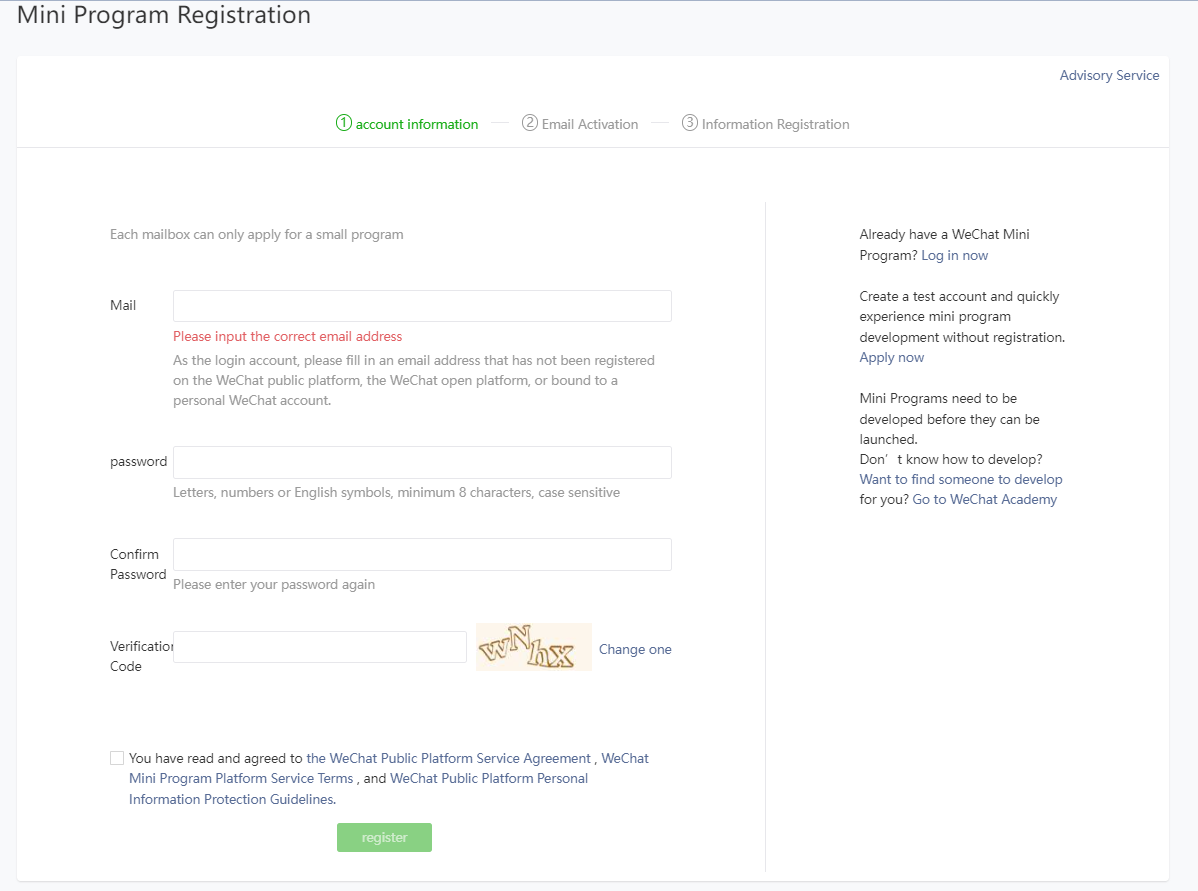 Mini Program Registration
Advisory Service
1 account information
2 Email Activation
3 Information Registration
Each mailbox can only apply for a small program
Mail
Please input the correct email address
As the login account, please fill in an email address that has not been registered
on the WeChat public platform, the WeChat open platform, or bound to a
personal WeChat account.
password
Letters, numbers or English symbols, minimum 8 characters, case sensitive
Confirm
Password
Please enter your password again
Verification
Code
wNhx
Change one
You have read and agreed to the WeChat Public Platform Service Agreement , WeChat
Mini Program Platform Service Terms , and WeChat Public Platform Personal
Information Protection Guidelines.
register
Already have a WeChat Mini
Program? Log in now
Create a test account and quickly
experience mini program
development without registration.
Apply now
Mini Programs need to be
developed before they can be
launched.
Don’t know how to develop?
Want to find someone to develop
for you? Go to WeChat Academy